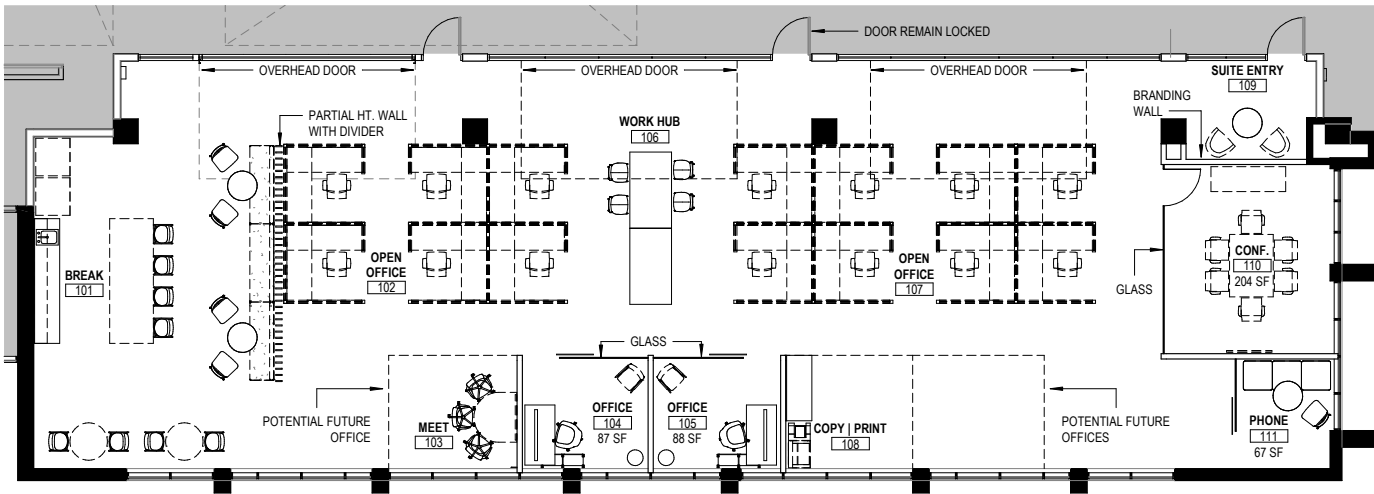 DOOR REMAIN LOCKED
OVERHEAD DOOR
OVERHEAD DOOR
OVERHEAD DOOR
SUITE ENTRY
109
BRANDING
WALL
PARTIAL HT. WALL
WITH DIVIDER
WORK HUB
106
OPEN
OFFICE
102
OPEN
OFFICE
107
BREAK
101
CONF.
110
204 SF
GLASS
GLASS
POTENTIAL FUTURE
OFFICE
MEET
103
OFFICE
104
87 SF
OFFICE
105
88 SF
COPY | PRINT
108
POTENTIAL FUTURE
OFFICES
PHONE
111
67 SF